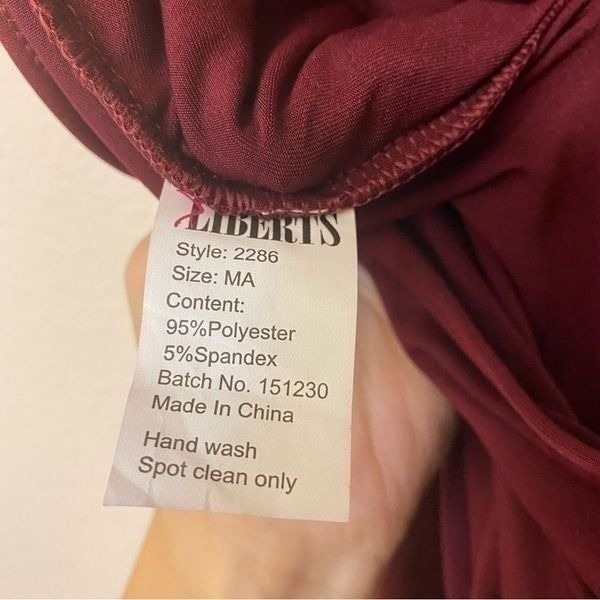 LIBERTS
Style: 2286
Size: MA
Content:
95%Polyester
5%Spandex
Batch No. 151230
Made In China
Hand wash
Spot clean only